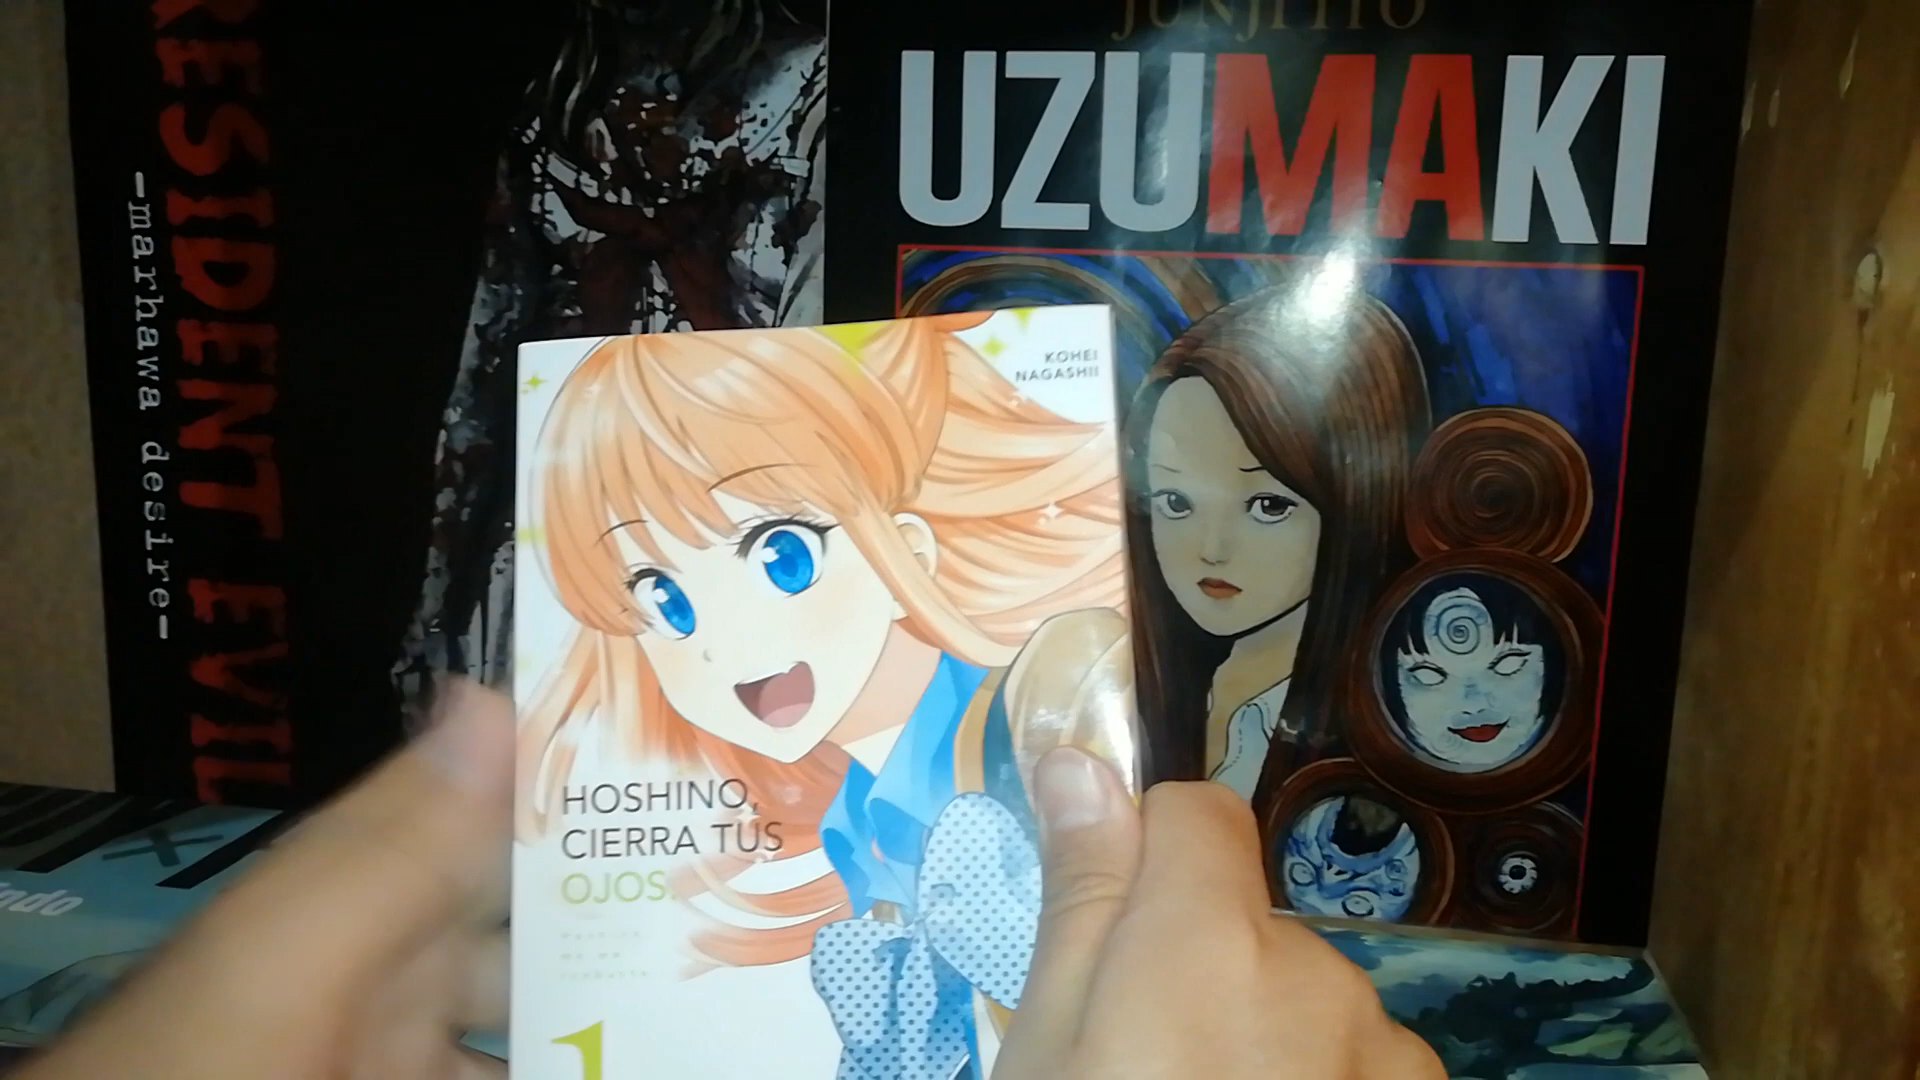 RESIDENT EVIL
-marhawa desire-
JUNJI ITO
UZUMAKI
KOHEI
NAGASHII
HOSHINO,
CIERRA TUS
OJOS.
1